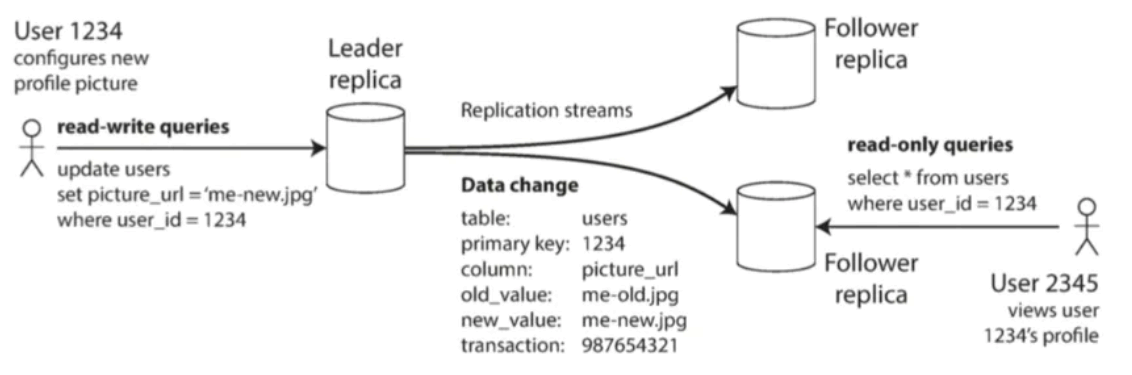 User 1234
configures new
profile picture
read-write queries
update users
set picture_url = ‘me-new.jpg’
where user_id = 1234
Leader
replica
Replication streams
Data change
table: users
primary key: 1234
column: picture_url
old_value: me-old.jpg
new_value: me-new.jpg
transaction: 987654321
Follower
replica
read-only queries
select * from users
where user_id = 1234
Follower
replica
User 2345
views user
1234’s profile